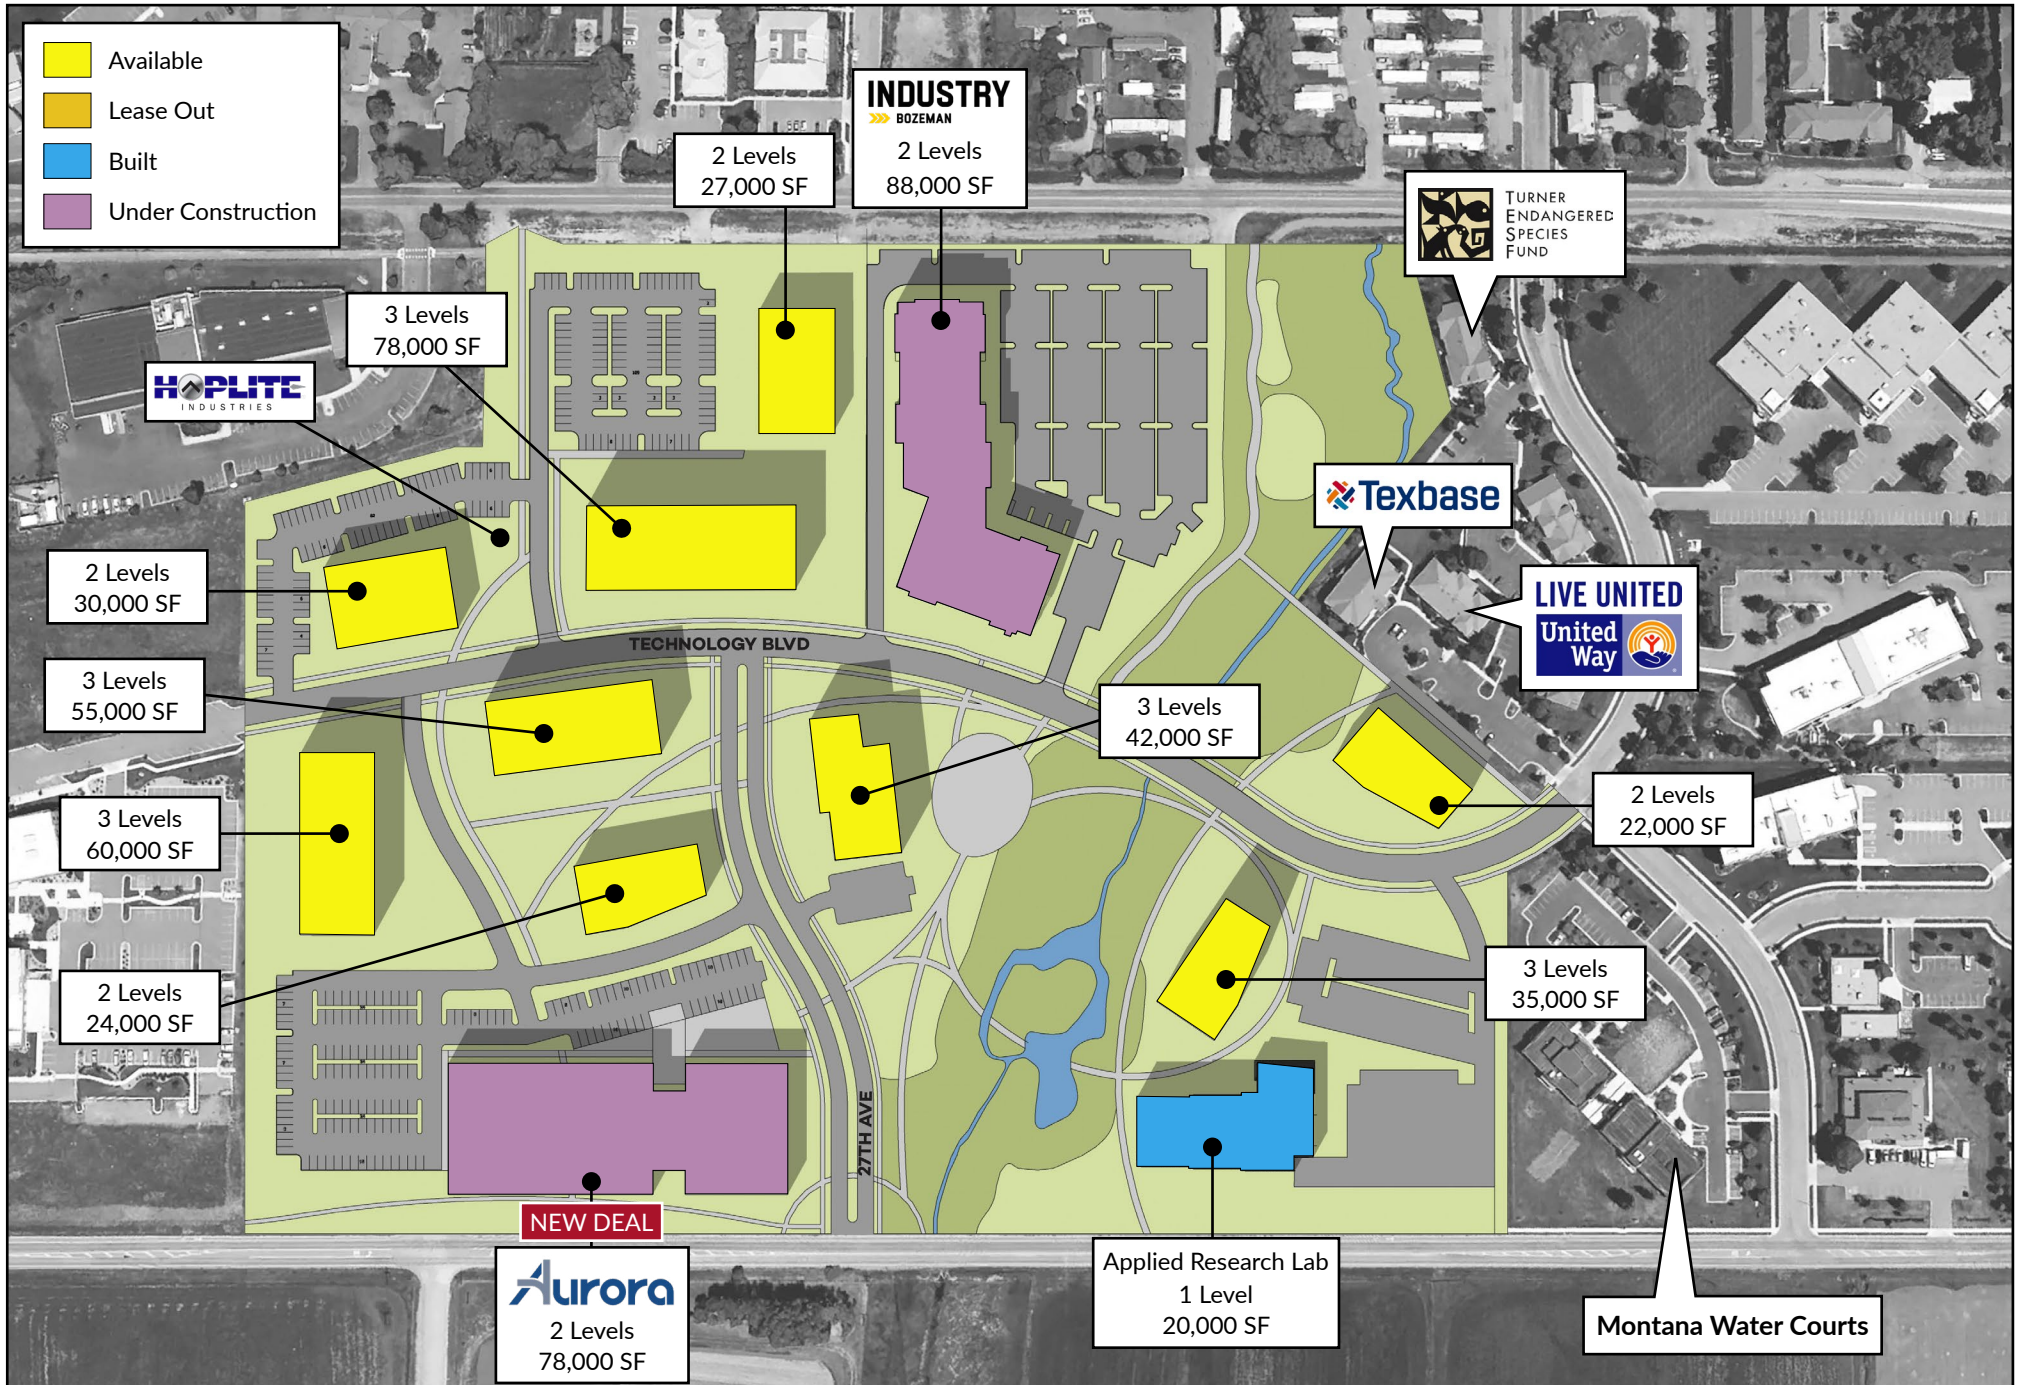 Available
Lease Out
Built
Under Construction
INDUSTRY
BOZEMAN
2 Levels
88,000 SF
2 Levels
27,000 SF
TURNER
ENDANGERED
SPECIES
FUND
3 Levels
78,000 SF
HOPLITE
INDUSTRIES
Texbase
2 Levels
30,000 SF
LIVE UNITED
United
Way
TECHNOLOGY BLVD
3 Levels
55,000 SF
3 Levels
42,000 SF
2 Levels
22,000 SF
3 Levels
60,000 SF
3 Levels
35,000 SF
2 Levels
24,000 SF
27TH AVE
NEW DEAL
Aurora
2 Levels
78,000 SF
Applied Research Lab
1 Level
20,000 SF
Montana Water Courts